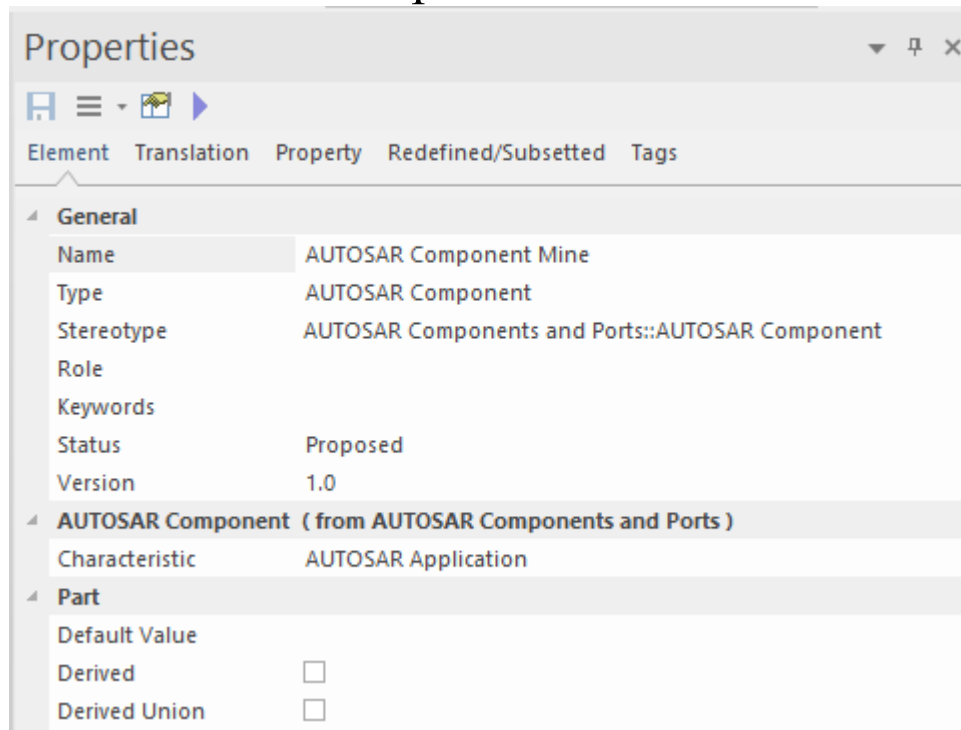 Properties
Element Translation Property Redefined/Subsetted Tags
General
Name AUTOSAR Component Mine
Type AUTOSAR Component
Stereotype AUTOSAR Components and Ports::AUTOSAR Component
Role
Keywords
Status Proposed
Version 1.0
AUTOSAR Component ( from AUTOSAR Components and Ports )
Characteristic AUTOSAR Application
Part
Default Value
Derived
Derived Union